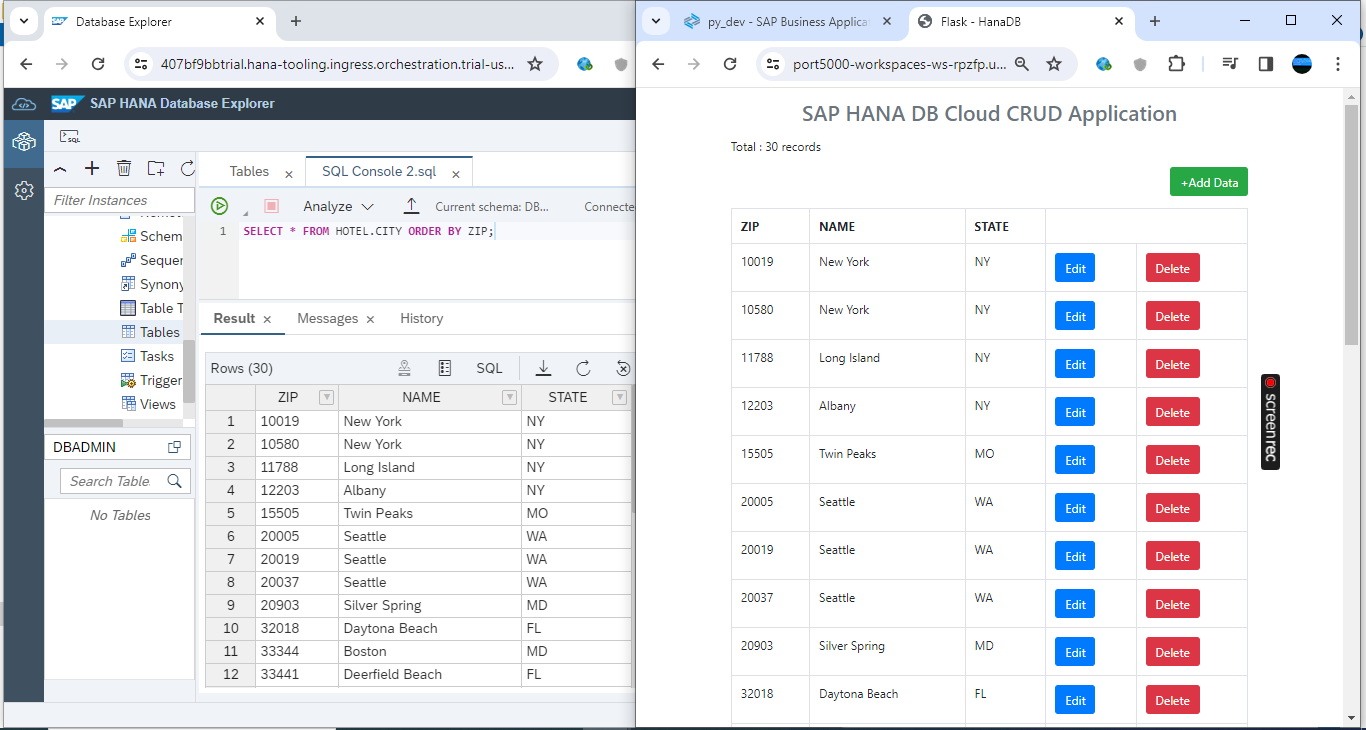 Database Explorer
407bf9bbtrial.hana-tooling.ingress.orchestration.trial-us...
SAP SAP HANA Database Explorer
SQL
Filter Instances
Schem
Sequer
Synony
Table T
Tables
Tasks
Trigger
Views
DBADMIN
Search Table
No Tables
Tables
SQL Console 2.sql
Analyze
Current schema: DB...
Connecte
1 SELECT * FROM HOTEL.CITY ORDER BY ZIP;
Result Messages History
Rows (30) SQL
ZIP NAME STATE
1 10019 New York NY
2 10580 New York NY
3 11788 Long Island NY
4 12203 Albany NY
5 15505 Twin Peaks MO
6 20005 Seattle WA
7 20019 Seattle WA
8 20037 Seattle WA
9 20903 Silver Spring MD
10 32018 Daytona Beach FL
11 33344 Boston MD
12 33441 Deerfield Beach FL
py_dev - SAP Business Applica
Flask - HanaDB
port5000-workspaces-ws-rpzfp.u...
SAP HANA DB Cloud CRUD Application
Total : 30 records
+Add Data
ZIP NAME STATE
10019 New York NY Edit Delete
10580 New York NY Edit Delete
11788 Long Island NY Edit Delete
12203 Albany NY Edit Delete
15505 Twin Peaks MO Edit Delete
20005 Seattle WA Edit Delete
20019 Seattle WA Edit Delete
20037 Seattle WA Edit Delete
20903 Silver Spring MD Edit Delete
32018 Daytona Beach FL Edit Delete
screenrec